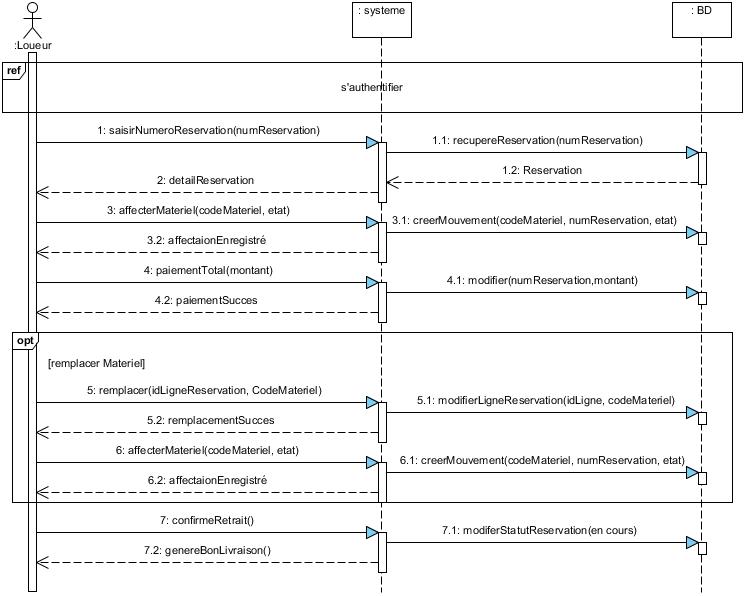 : systeme
: BD
:Loueur
ref
s'authentifier
1: saisirNumeroReservation(numReservation)
1.1: recupereReservation(numReservation)
1.2: Reservation
2: detailReservation
3: affecterMateriel(codeMateriel, etat)
3.1: creerMouvement(codeMateriel, numReservation, etat)
3.2: affectaionEnregistré
4: paiementTotal(montant)
4.1: modifier(numReservation,montant)
4.2: paiementSucces
opt
[remplacer Materiel]
5: remplacer(idLigneReservation, CodeMateriel)
5.1: modifierLigneReservation(idLigne, codeMateriel)
5.2: remplacementSucces
6: affecterMateriel(codeMateriel, etat)
6.1: creerMouvement(codeMateriel, numReservation, etat)
6.2: affectaionEnregistré
7: confirmeRetrait()
7.1: modiferStatutReservation(en cours)
7.2: genereBonLivraison()